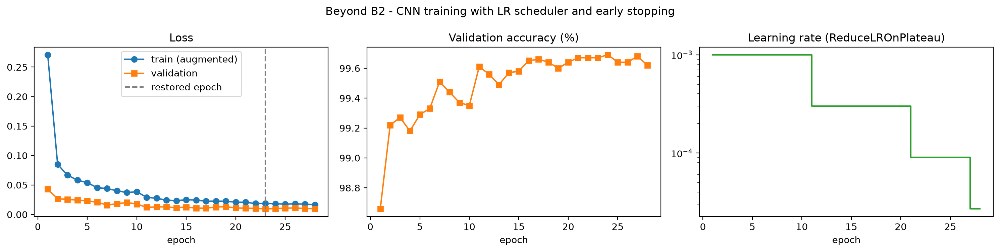 Beyond B2 - CNN training with LR scheduler and early stopping
Loss
train (augmented)
validation
restored epoch
0.25
0.20
0.15
0.10
0.05
0.00
0 5 10 15 20 25
epoch
Validation accuracy (%)
99.6
99.4
99.2
99.0
98.8
0 5 10 15 20 25
epoch
Learning rate (ReduceLROnPlateau)
10⁻³
10⁻⁴
0 5 10 15 20 25
epoch